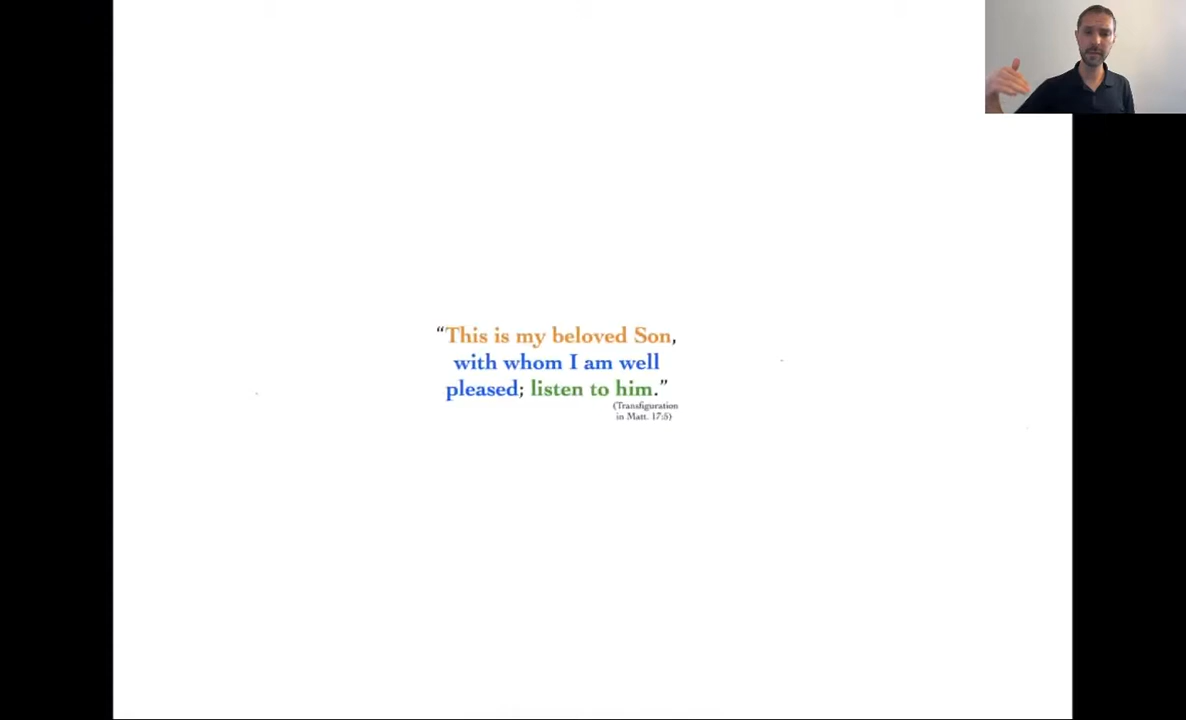 “This is my beloved Son,
with whom I am well
pleased; listen to him.”
(Transfiguration
in Matt. 17:5)